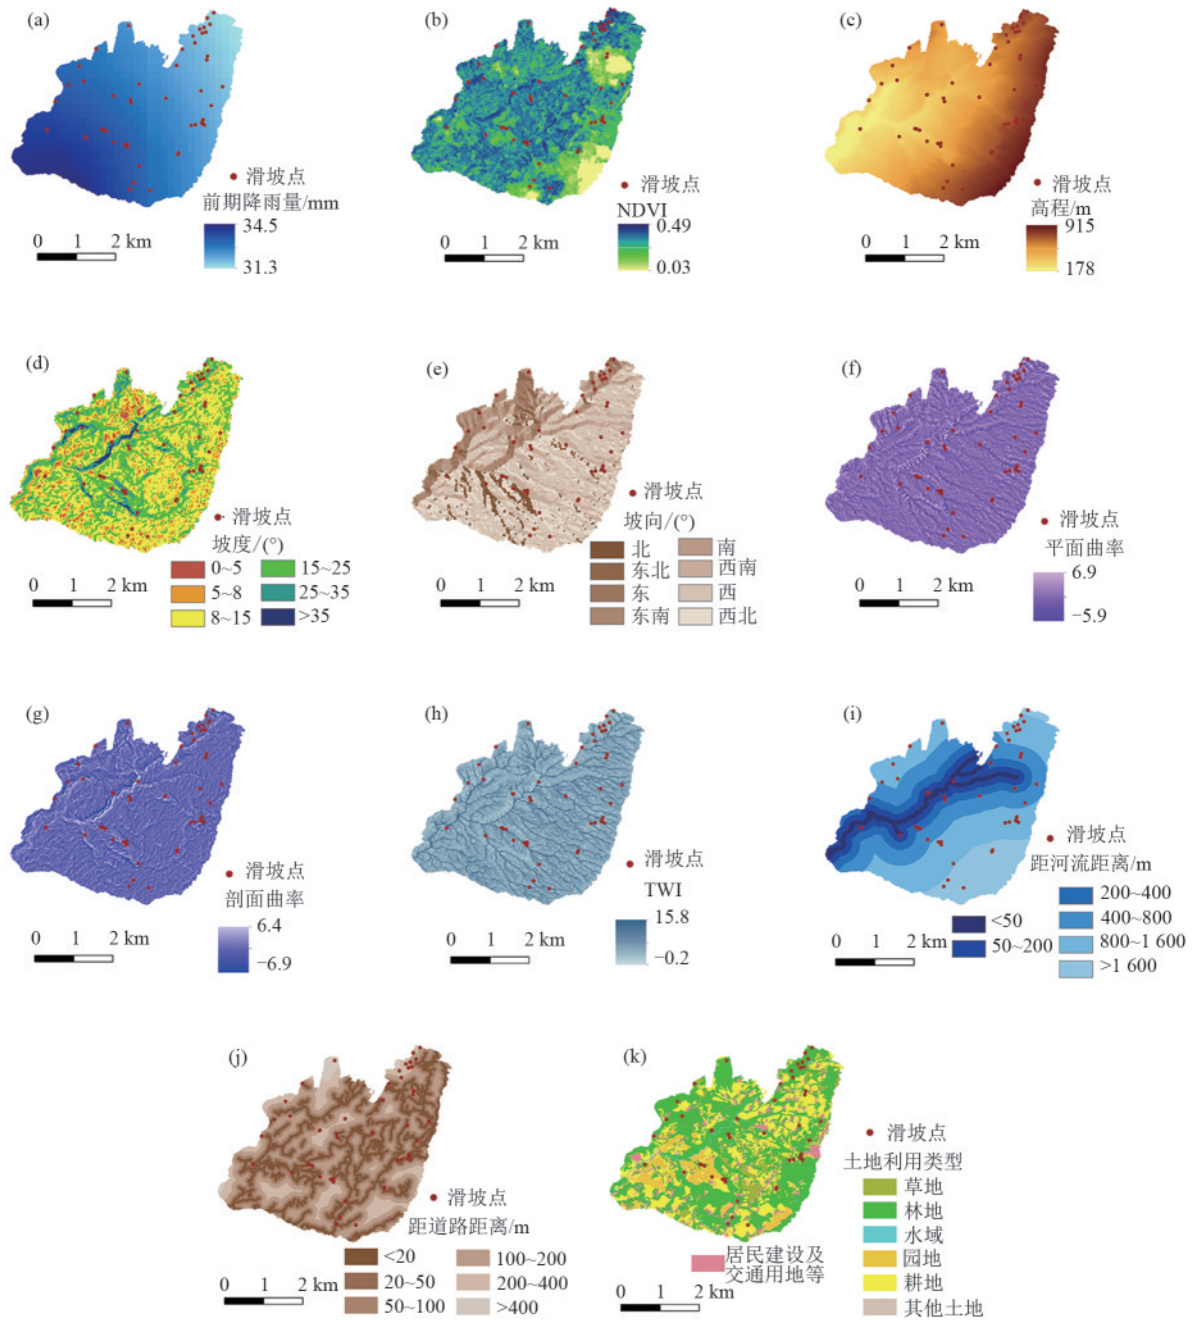 (a)
滑坡点
前期降雨量/mm
34.5
31.3
0 1 2 km
(b)
滑坡点
NDVI
0.49
0.03
0 1 2 km
(c)
滑坡点
高程/m
915
178
0 1 2 km
(d)
滑坡点
坡度/(°)
0~5 15~25
5~8 25~35
8~15 >35
0 1 2 km
(e)
滑坡点
坡向/(°)
北 南
东北 西南
东 西
东南 西北
0 1 2 km
(f)
滑坡点
平面曲率
6.9
−5.9
0 1 2 km
(g)
滑坡点
剖面曲率
6.4
−6.9
0 1 2 km
(h)
滑坡点
TWI
15.8
−0.2
0 1 2 km
(i)
滑坡点
距河流距离/m
<50
50~200
200~400
400~800
800~1 600
>1 600
0 1 2 km
(j)
滑坡点
距道路距离/m
<20 100~200
20~50 200~400
50~100 >400
0 1 2 km
(k)
滑坡点
土地利用类型
草地
林地
水域
园地
耕地
其他土地
居民建设及
交通用地等
0 1 2 km